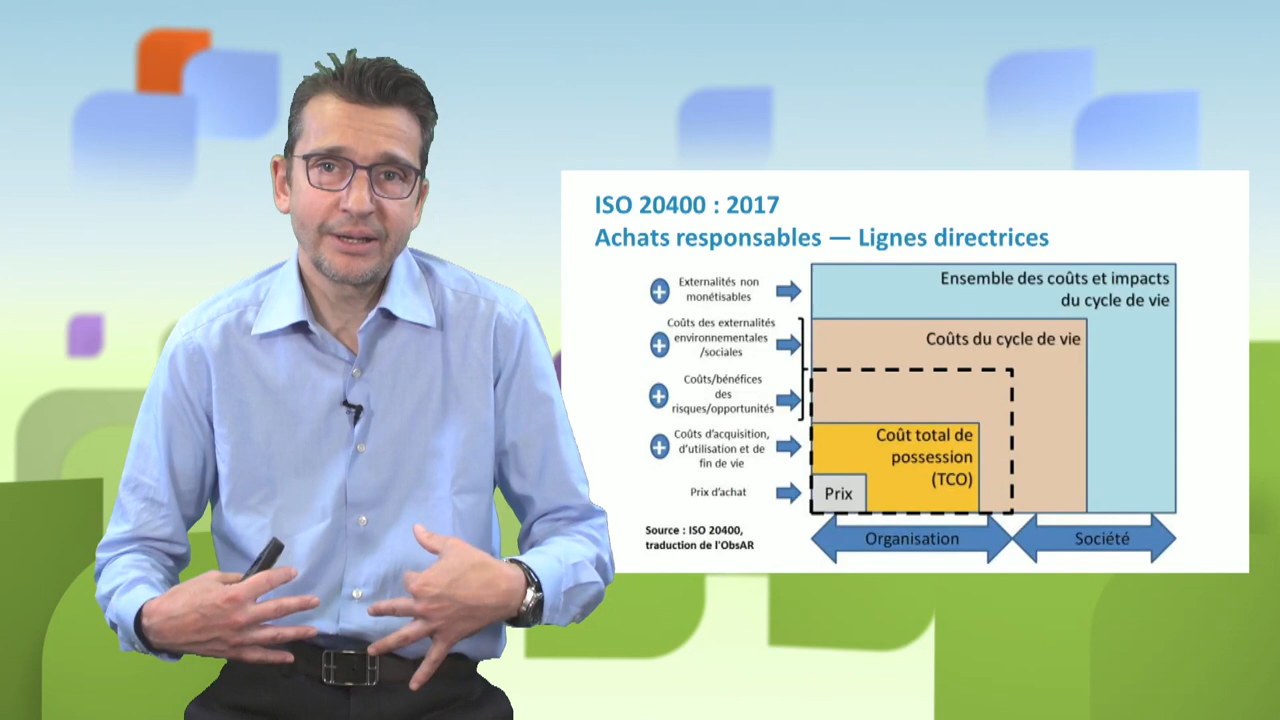 ISO 20400 : 2017
Achats responsables — Lignes directrices
Externalités non
monétisables
Coûts des externalités
environnementales
/sociales
Coûts/bénéfices
des
risques/opportunités
Coûts d'acquisition,
d'utilisation et de
fin de vie
Prix d'achat
Ensemble des coûts et impacts
du cycle de vie
Coûts du cycle de vie
Coût total de
possession
(TCO)
Prix
Organisation
Société
Source : ISO 20400,
traduction de l'ObsAR